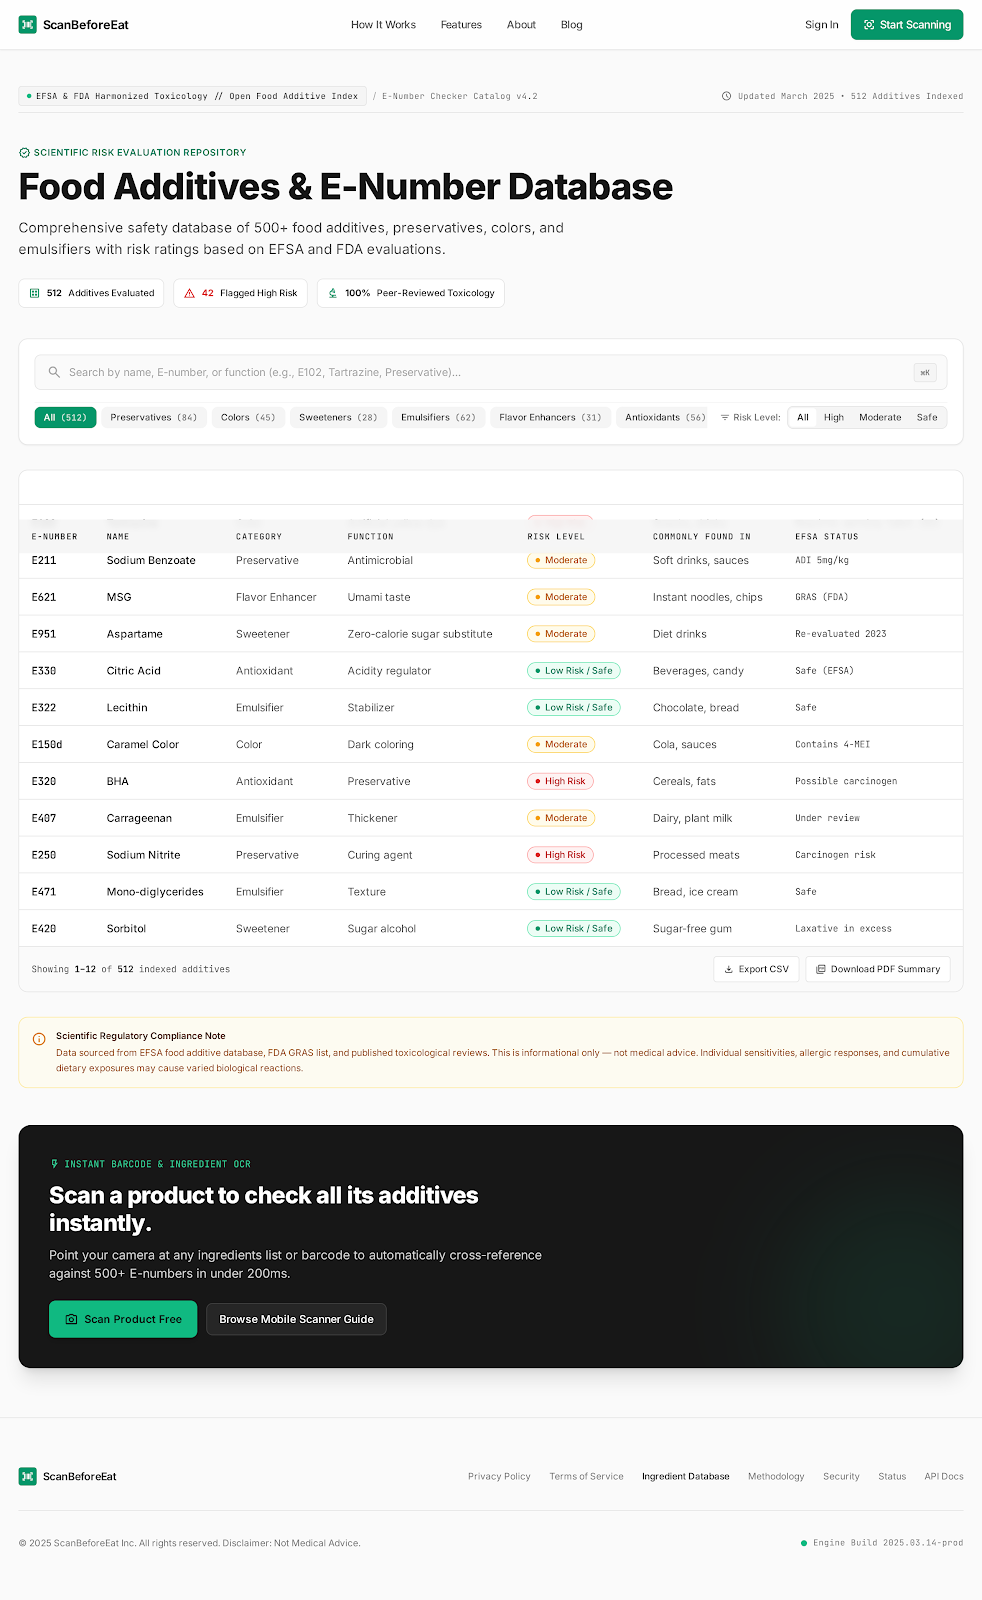 ScanBeforeEat How It Works Features About Blog Sign In Start Scanning
EFSA & FDA Harmonized Toxicology // Open Food Additive Index / E-Number Checker Catalog v4.2 Updated March 2025 • 512 Additives Indexed
SCIENTIFIC RISK EVALUATION REPOSITORY
Food Additives & E-Number Database
Comprehensive safety database of 500+ food additives, preservatives, colors, and
emulsifiers with risk ratings based on EFSA and FDA evaluations.
512 Additives Evaluated 42 Flagged High Risk 100% Peer-Reviewed Toxicology
Search by name, E-number, or function (e.g., E102, Tartrazine, Preservative)... ⌘K
All (512) Preservatives (84) Colors (45) Sweeteners (28) Emulsifiers (62) Flavor Enhancers (31) Antioxidants (56) Risk Level: All High Moderate Safe
E-NUMBER NAME CATEGORY FUNCTION RISK LEVEL COMMONLY FOUND IN EFSA STATUS
E211 Sodium Benzoate Preservative Antimicrobial Moderate Soft drinks, sauces ADI 5mg/kg
E621 MSG Flavor Enhancer Umami taste Moderate Instant noodles, chips GRAS (FDA)
E951 Aspartame Sweetener Zero-calorie sugar substitute Moderate Diet drinks Re-evaluated 2023
E330 Citric Acid Antioxidant Acidity regulator Low Risk / Safe Beverages, candy Safe (EFSA)
E322 Lecithin Emulsifier Stabilizer Low Risk / Safe Chocolate, bread Safe
E150d Caramel Color Color Dark coloring Moderate Cola, sauces Contains 4-MEI
E320 BHA Antioxidant Preservative High Risk Cereals, fats Possible carcinogen
E407 Carrageenan Emulsifier Thickener Moderate Dairy, plant milk Under review
E250 Sodium Nitrite Preservative Curing agent High Risk Processed meats Carcinogen risk
E471 Mono-diglycerides Emulsifier Texture Low Risk / Safe Bread, ice cream Safe
E420 Sorbitol Sweetener Sugar alcohol Low Risk / Safe Sugar-free gum Laxative in excess
Showing 1–12 of 512 indexed additives Export CSV Download PDF Summary
Scientific Regulatory Compliance Note
Data sourced from EFSA food additive database, FDA GRAS list, and published toxicological reviews. This is informational only — not medical advice. Individual sensitivities, allergic responses, and cumulative
dietary exposures may cause varied biological reactions.
INSTANT BARCODE & INGREDIENT OCR
Scan a product to check all its additives
instantly.
Point your camera at any ingredients list or barcode to automatically cross-reference
against 500+ E-numbers in under 200ms.
Scan Product Free Browse Mobile Scanner Guide
ScanBeforeEat Privacy Policy Terms of Service Ingredient Database Methodology Security Status API Docs
© 2025 ScanBeforeEat Inc. All rights reserved. Disclaimer: Not Medical Advice. Engine Build 2025.03.14-prod